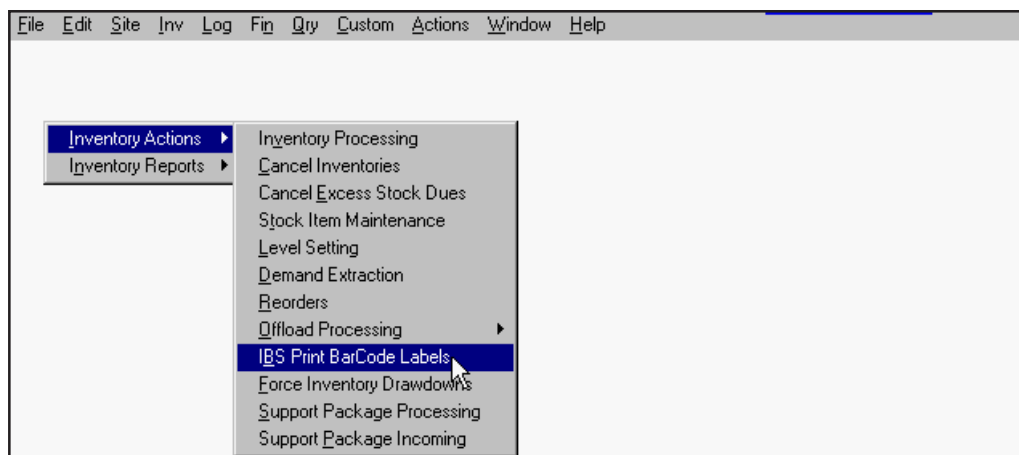 File Edit Site Inv Log Fin Qry Custom Actions Window Help
Inventory Actions
Inventory Reports
Inventory Processing
Cancel Inventories
Cancel Excess Stock Dues
Stock Item Maintenance
Level Setting
Demand Extraction
Reorders
Offload Processing
IBS Print BarCode Labels
Force Inventory Drawdowns
Support Package Processing
Support Package Incoming